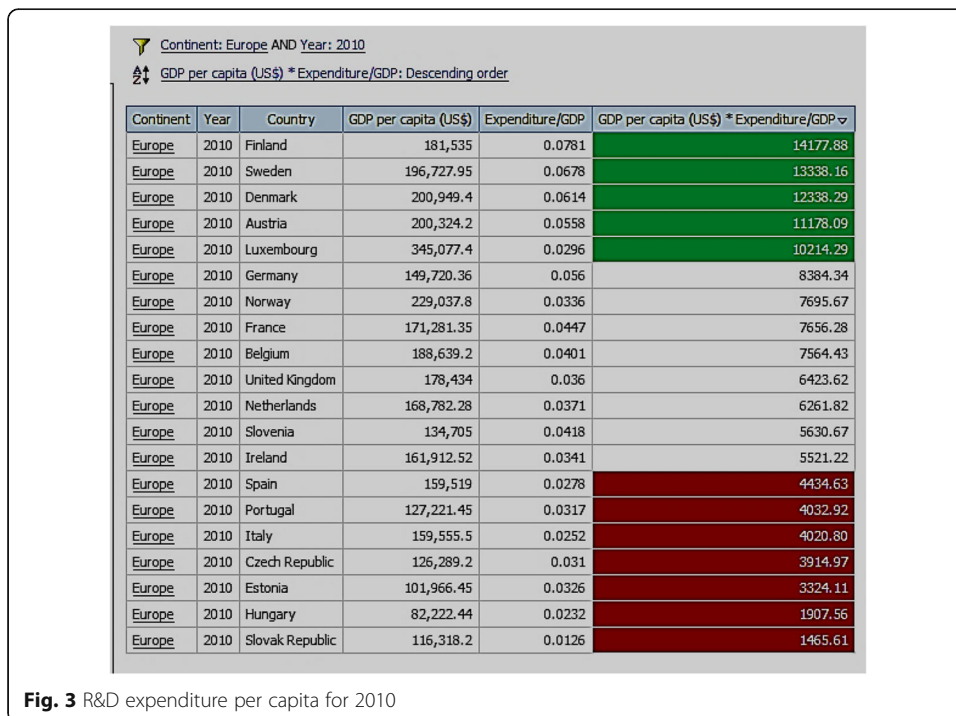 Continent: Europe AND Year: 2010
GDP per capita (US$) * Expenditure/GDP: Descending order
Continent Year Country GDP per capita (US$) Expenditure/GDP GDP per capita (US$) * Expenditure/GDP
Europe 2010 Finland 181,535 0.0781 14177.88
Europe 2010 Sweden 196,727.95 0.0678 13338.16
Europe 2010 Denmark 200,949.4 0.0614 12338.29
Europe 2010 Austria 200,324.2 0.0558 11178.09
Europe 2010 Luxembourg 345,077.4 0.0296 10214.29
Europe 2010 Germany 149,720.36 0.056 8384.34
Europe 2010 Norway 229,037.8 0.0336 7695.67
Europe 2010 France 171,281.35 0.0447 7656.28
Europe 2010 Belgium 188,639.2 0.0401 7564.43
Europe 2010 United Kingdom 178,434 0.036 6423.62
Europe 2010 Netherlands 168,782.28 0.0371 6261.82
Europe 2010 Slovenia 134,705 0.0418 5630.67
Europe 2010 Ireland 161,912.52 0.0341 5521.22
Europe 2010 Spain 159,519 0.0278 4434.63
Europe 2010 Portugal 127,221.45 0.0317 4032.92
Europe 2010 Italy 159,555.5 0.0252 4020.80
Europe 2010 Czech Republic 126,289.2 0.031 3914.97
Europe 2010 Estonia 101,966.45 0.0326 3324.11
Europe 2010 Hungary 82,222.44 0.0232 1907.56
Europe 2010 Slovak Republic 116,318.2 0.0126 1465.61
Fig. 3 R&D expenditure per capita for 2010